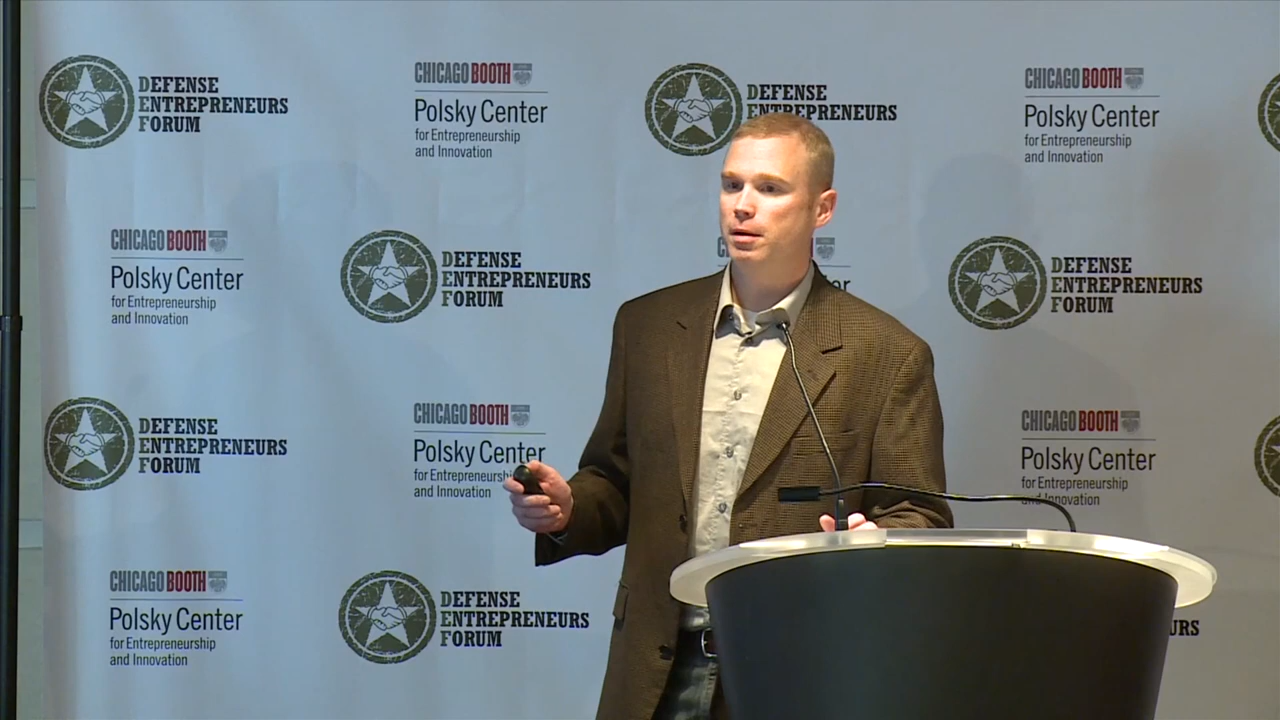 DEFENSE
ENTREPRENEURS
FORUM
CHICAGO BOOTH
Polsky Center
for Entrepreneurship
and Innovation
DEFENSE
ENTREPRENEURS
FORUM
CHICAGO BOOTH
Polsky Center
for Entrepreneurship
and Innovation
CHICAGO BOOTH
Polsky Center
for Entrepreneurship
and Innovation
DEFENSE
ENTREPRENEURS
FORUM
DEFENSE
ENTREPRENEURS
FORUM
DEFENSE
ENTREPRENEURS
FORUM
CHICAGO BOOTH
Polsky Center
for Entrepreneurship
and Innovation
CHICAGO BOOTH
Polsky Center
for Entrepreneurship
and Innovation
CHICAGO BOOTH
Polsky Center
for Entrepreneurship
and Innovation
DEFENSE
ENTREPRENEURS
FORUM